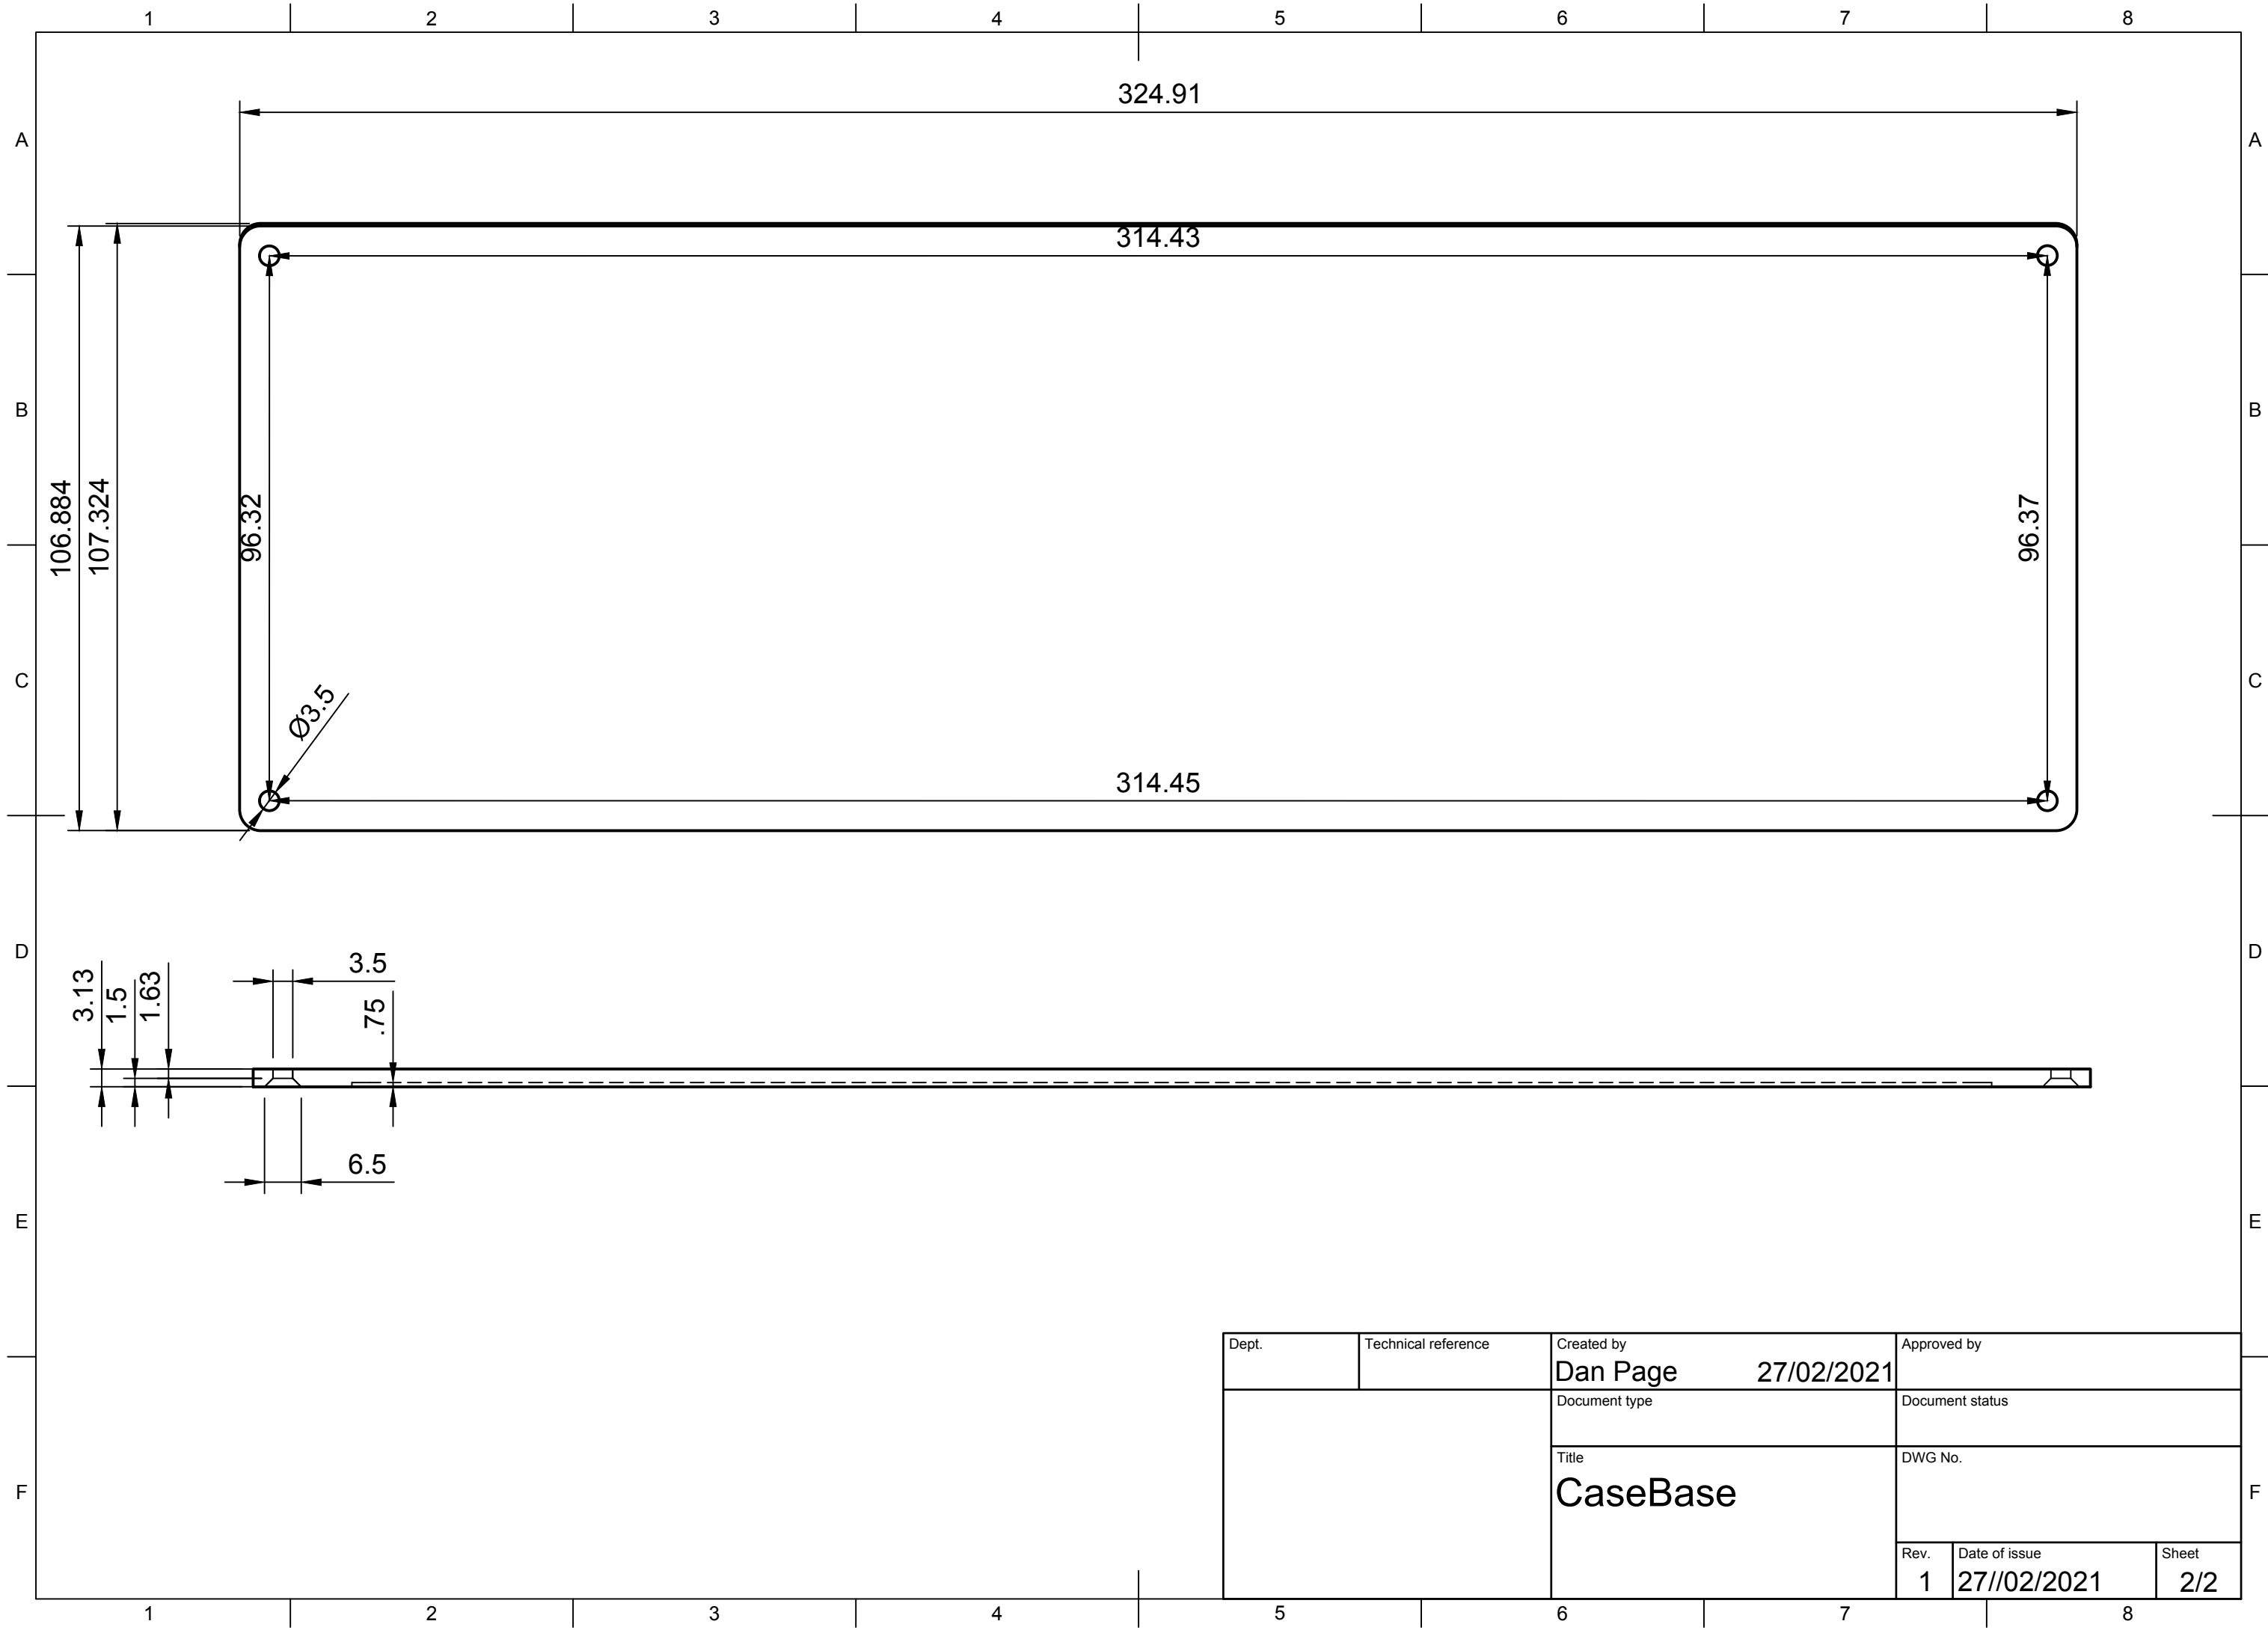 1 2 3 4 5 6 7 8
324.91
A A
314.43
B B
106.884
107.324
96.32
96.37
C C
Ø3.5
314.45
D D
3.13
1.5
1.63
3.5
.75
6.5
E E
Dept. Technical reference Created by Approved by
Dan Page 27/02/2021
Document type Document status
Title DWG No.
CaseBase
F F
Rev. Date of issue Sheet
1 27//02/2021 2/2
1 2 3 4 5 6 7 8